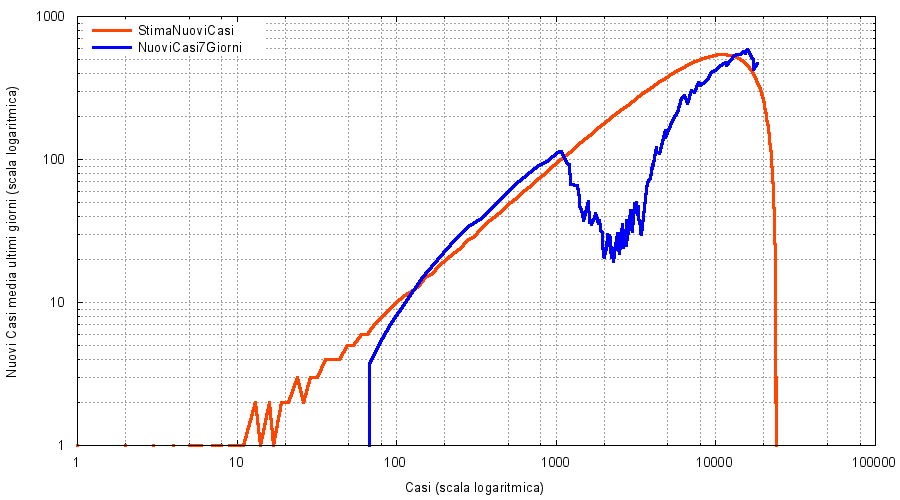 1000
StimaNuoviCasi
NuoviCasi7Giorni
100
10
1
Nuovi Casi media ultimi giorni (scala logaritmica)
1 10 100 1000 10000 100000
Casi (scala logaritmica)